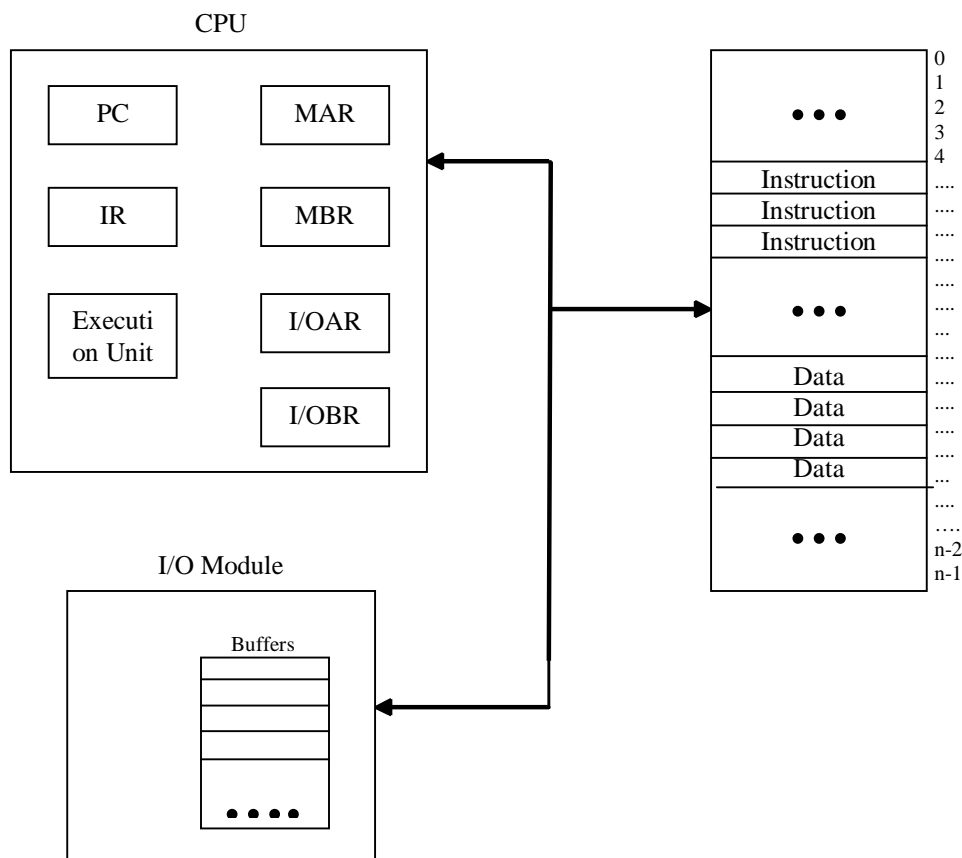 CPU
PC
MAR
IR
MBR
Executi
on Unit
I/OAR
I/OBR
0
1
2
3
4
....
....
....
....
....
....
...
....
....
....
....
....
...
....
....
n-2
n-1
Instruction
Instruction
Instruction
Data
Data
Data
Data
I/O Module
Buffers